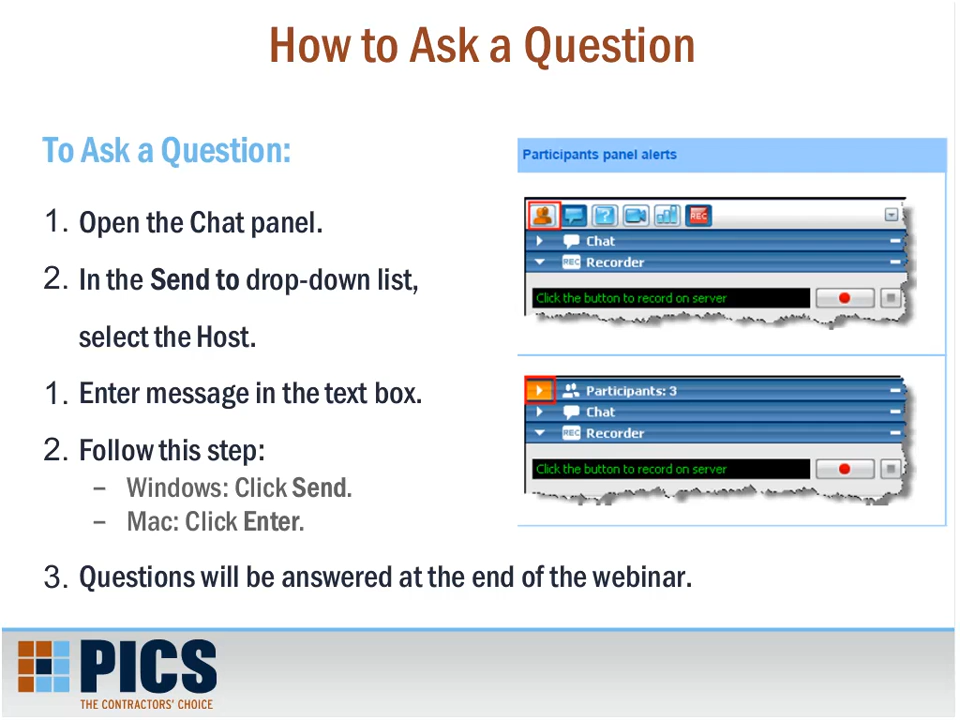 How to Ask a Question
To Ask a Question:
1. Open the Chat panel.
2. In the Send to drop-down list,
select the Host.
1. Enter message in the text box.
2. Follow this step:
– Windows: Click Send.
– Mac: Click Enter.
3. Questions will be answered at the end of the webinar.
Participants panel alerts
REC
Chat
REC Recorder
Click the button to record on server
Participants: 3
Chat
REC Recorder
Click the button to record on server
PICS
THE CONTRACTORS' CHOICE